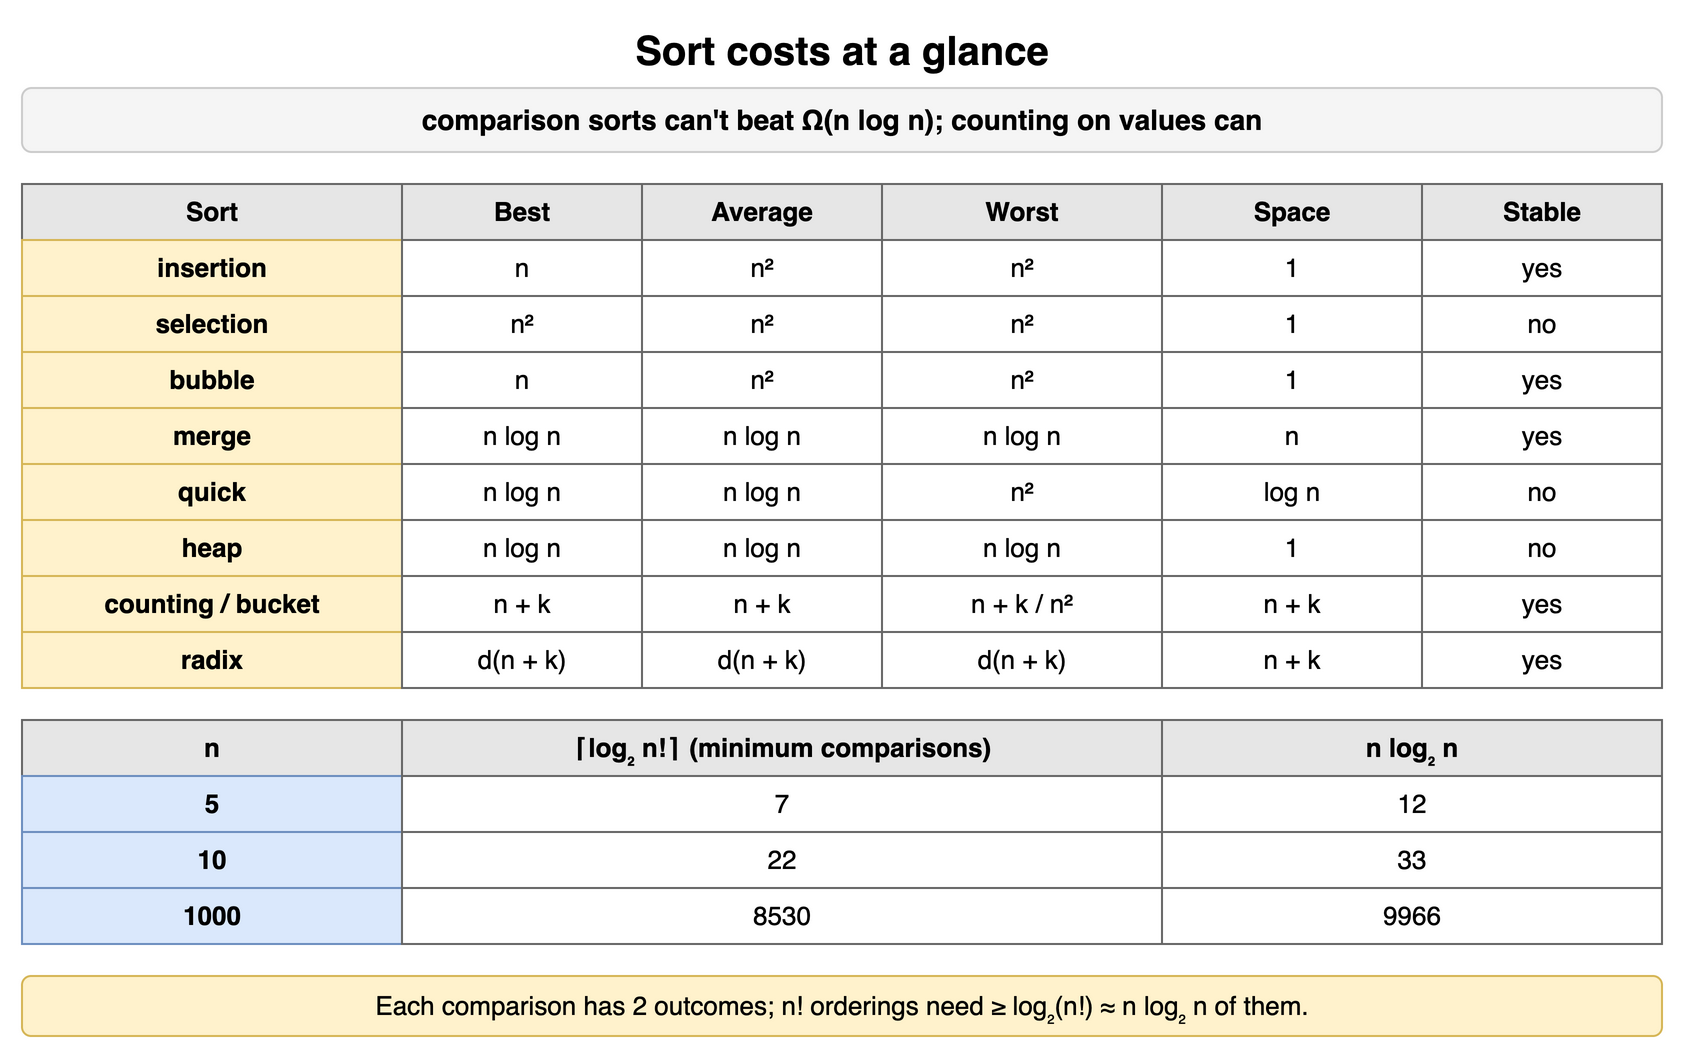 Sort costs at a glance
comparison sorts can't beat Ω(n log n); counting on values can
Sort Best Average Worst Space Stable
insertion n n² n² 1 yes
selection n² n² n² 1 no
bubble n n² n² 1 yes
merge n log n n log n n log n n yes
quick n log n n log n n² log n no
heap n log n n log n n log n 1 no
counting / bucket n + k n + k n + k / n² n + k yes
radix d(n + k) d(n + k) d(n + k) n + k yes
n ⌈log₂ n!⌉ (minimum comparisons) n log₂ n
5 7 12
10 22 33
1000 8530 9966
Each comparison has 2 outcomes; n! orderings need ≥ log₂(n!) ≈ n log₂ n of them.